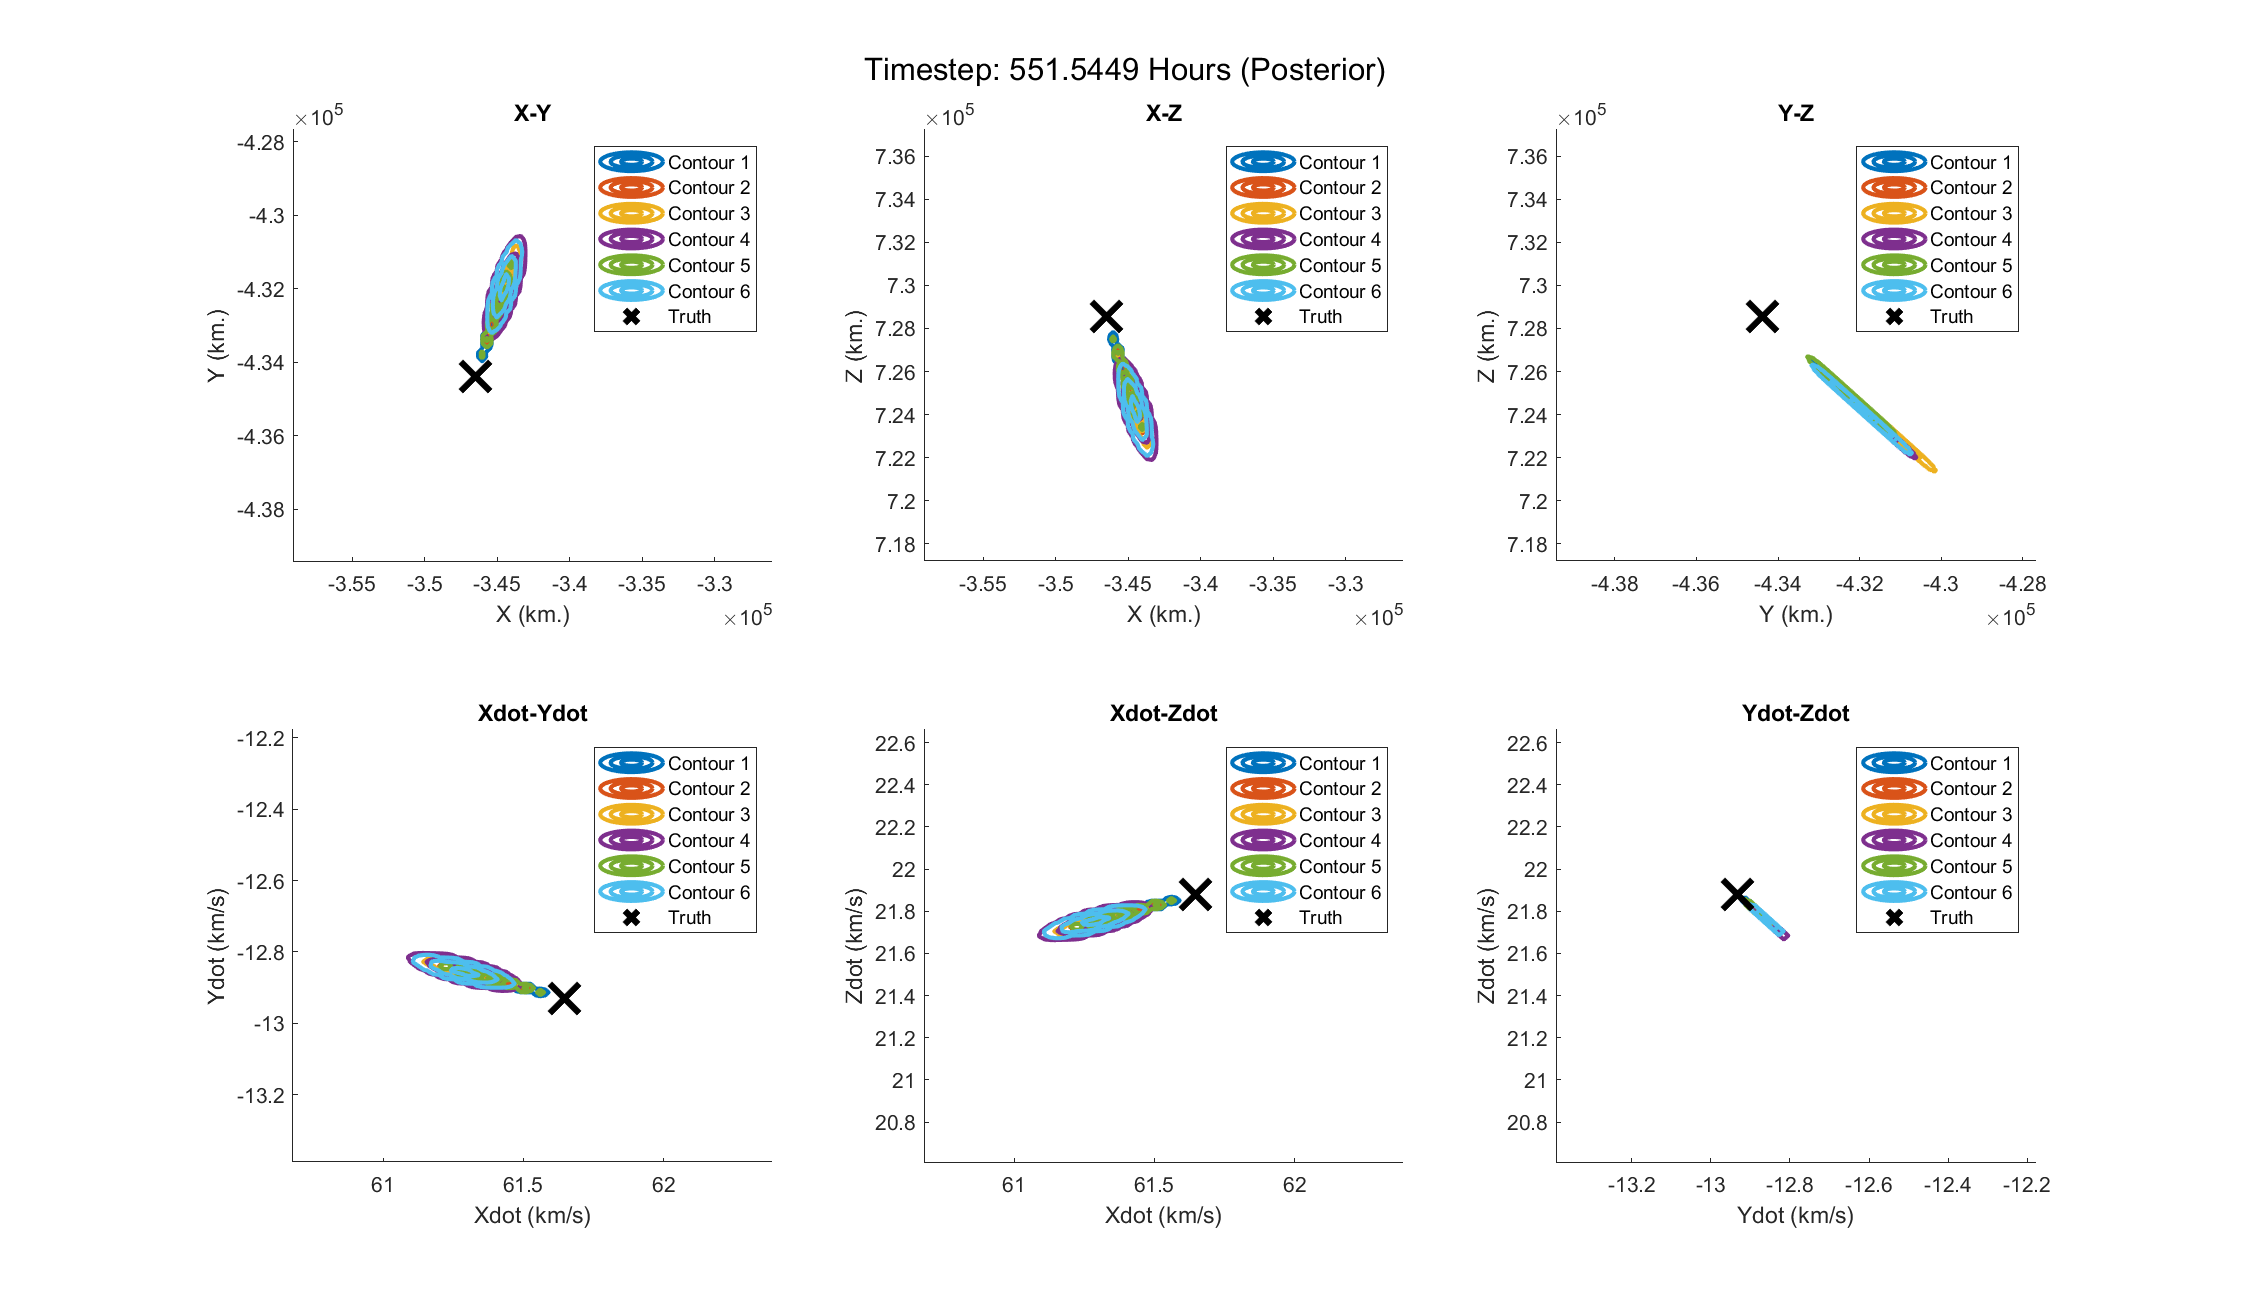 Timestep: 551.5449 Hours (Posterior)
X-Y
×10^5
-4.28
-4.3
-4.32
-4.34
-4.36
-4.38
Y (km.)
-3.55 -3.5 -3.45 -3.4 -3.35 -3.3
×10^5
X (km.)
Contour 1
Contour 2
Contour 3
Contour 4
Contour 5
Contour 6
Truth
X-Z
×10^5
7.36
7.34
7.32
7.3
7.28
7.26
7.24
7.22
7.2
7.18
Z (km.)
-3.55 -3.5 -3.45 -3.4 -3.35 -3.3
×10^5
X (km.)
Contour 1
Contour 2
Contour 3
Contour 4
Contour 5
Contour 6
Truth
Y-Z
×10^5
7.36
7.34
7.32
7.3
7.28
7.26
7.24
7.22
7.2
7.18
Z (km.)
-4.38 -4.36 -4.34 -4.32 -4.3 -4.28
×10^5
Y (km.)
Contour 1
Contour 2
Contour 3
Contour 4
Contour 5
Contour 6
Truth
Xdot-Ydot
-12.2
-12.4
-12.6
-12.8
-13
-13.2
Ydot (km/s)
61 61.5 62
Xdot (km/s)
Contour 1
Contour 2
Contour 3
Contour 4
Contour 5
Contour 6
Truth
Xdot-Zdot
22.6
22.4
22.2
22
21.8
21.6
21.4
21.2
21
20.8
Zdot (km/s)
61 61.5 62
Xdot (km/s)
Contour 1
Contour 2
Contour 3
Contour 4
Contour 5
Contour 6
Truth
Ydot-Zdot
22.6
22.4
22.2
22
21.8
21.6
21.4
21.2
21
20.8
Zdot (km/s)
-13.2 -13 -12.8 -12.6 -12.4 -12.2
Ydot (km/s)
Contour 1
Contour 2
Contour 3
Contour 4
Contour 5
Contour 6
Truth